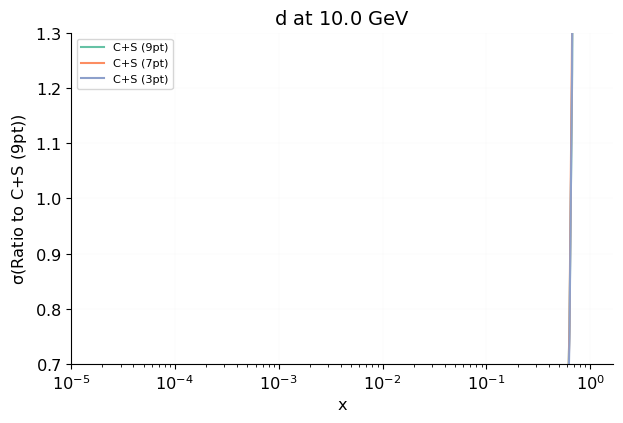 d at 10.0 GeV
C+S (9pt)
C+S (7pt)
C+S (3pt)
σ(Ratio to C+S (9pt))
1.3
1.2
1.1
1.0
0.9
0.8
0.7
10⁻⁵ 10⁻⁴ 10⁻³ 10⁻² 10⁻¹ 10⁰
x